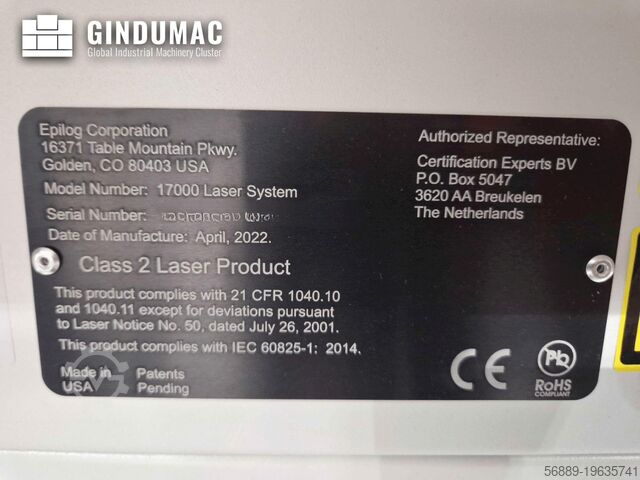 GINDUMAC
Global Industrial Machinery Cluster
Epilog Corporation
16371 Table Mountain Pkwy.
Golden, CO 80403 USA
Model Number: 17000 Laser System
Serial Number:
Date of Manufacture: April, 2022.
Class 2 Laser Product
This product complies with 21 CFR 1040.10
and 1040.11 except for deviations pursuant
to Laser Notice No. 50, dated July 26, 2001.
This product complies with IEC 60825-1: 2014.
Made in
USA
Patents
Pending
Authorized Representative:
Certification Experts BV
P.O. Box 5047
3620 AA Breukelen
The Netherlands
CE
Pb
RoHS
COMPLIANT
56889-19635741